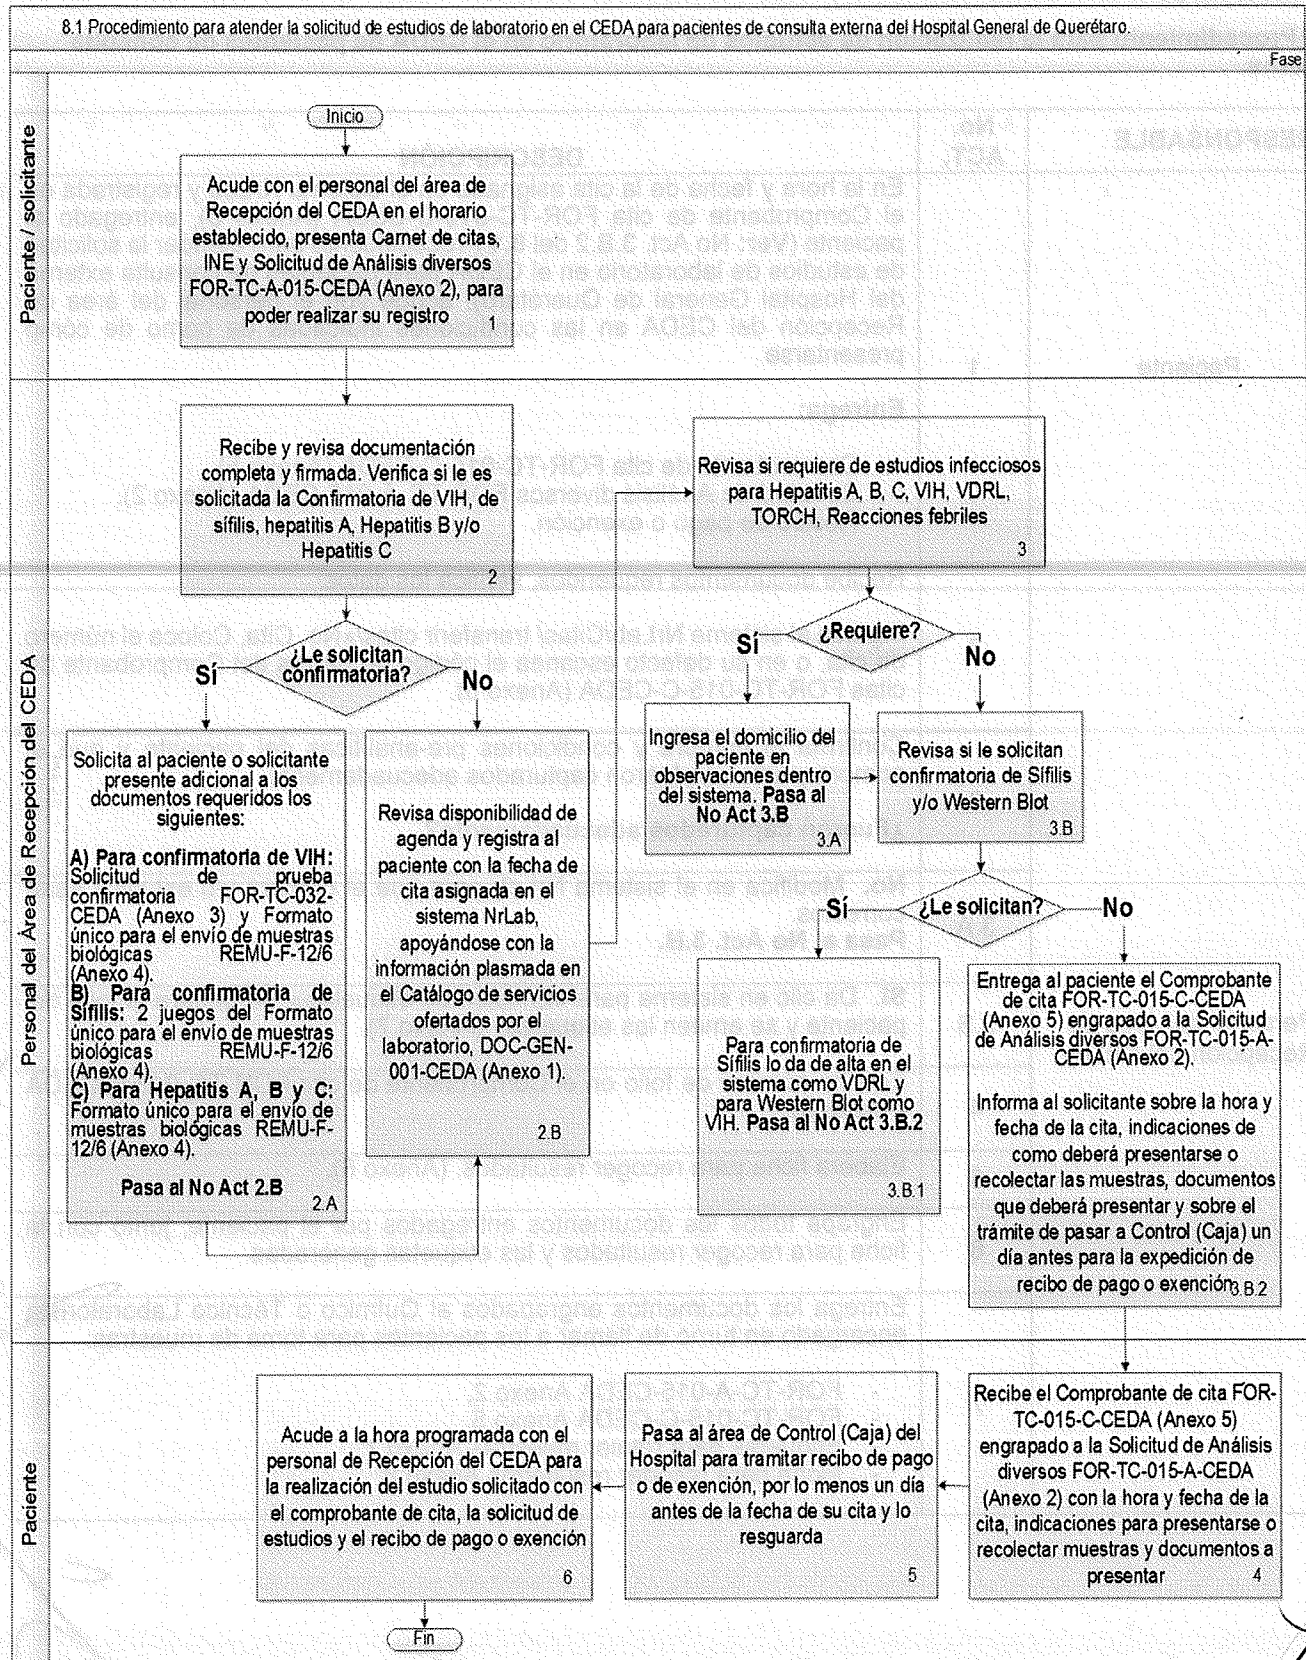 8.1 Procedimiento para atender la solicitud de estudios de laboratorio en el CEDA para pacientes de consulta externa del Hospital General de Querétaro.
Fase
Paciente / solicitante
Inicio
Acude con el personal del área de
Recepción del CEDA en el horario
establecido, presenta Carnet de citas,
INE y Solicitud de Análisis diversos
FOR-TC-A-015-CEDA (Anexo 2), para
poder realizar su registro
1
Personal del Área de Recepción del CEDA
Recibe y revisa documentación
completa y firmada. Verifica si le es
solicitada la Confirmatoria de VIH, de
sífilis, hepatitis A, Hepatitis B y/o
Hepatitis C
2
¿Le solicitan
confirmatoria?
Sí
No
Solicita al paciente o solicitante
presente adicional a los
documentos requeridos los
siguientes:
A) Para confirmatoria de VIH:
Solicitud de prueba
confirmatoria FOR-TC-032-
CEDA (Anexo 3) y Formato
único para el envío de muestras
biológicas REMU-F-12/6
(Anexo 4).
B) Para confirmatoria de
Sífilis: 2 juegos del Formato
único para el envío de muestras
biológicas REMU-F-12/6
(Anexo 4).
C) Para Hepatitis A, B y C:
Formato único para el envío de
muestras biológicas REMU-F-
12/6 (Anexo 4).
Pasa al No Act 2.B
2.A
Revisa disponibilidad de
agenda y registra al
paciente con la fecha de
cita asignada en el
sistema NrLab,
apoyándose con la
información plasmada en
el Catálogo de servicios
ofertados por el
laboratorio, DOC-GEN-
001-CEDA (Anexo 1).
2.B
Revisa si requiere de estudios infecciosos
para Hepatitis A, B, C, VIH, VDRL,
TORCH, Reacciones febriles
3
¿Requiere?
Sí
No
Ingresa el domicilio del
paciente en
observaciones dentro
del sistema. Pasa al
No Act 3.B
3.A
Revisa si le solicitan
confirmatoria de Sífilis
y/o Western Blot
3.B
¿Le solicitan?
Sí
No
Para confirmatoria de
Sífilis lo da de alta en el
sistema como VDRL y
para Western Blot como
VIH. Pasa al No Act 3.B.2
3.B.1
Entrega al paciente el Comprobante
de cita FOR-TC-015-C-CEDA
(Anexo 5) engrapado a la Solicitud
de Análisis diversos FOR-TC-015-A-
CEDA (Anexo 2).
Informa al solicitante sobre la hora y
fecha de la cita, indicaciones de
como deberá presentarse o
recolectar las muestras, documentos
que deberá presentar y sobre el
trámite de pasar a Control (Caja) un
día antes para la expedición de
recibo de pago o exención
3.B.2
Paciente
Recibe el Comprobante de cita FOR-
TC-015-C-CEDA (Anexo 5)
engrapado a la Solicitud de Análisis
diversos FOR-TC-015-A-CEDA
(Anexo 2) con la hora y fecha de la
cita, indicaciones para presentarse o
recolectar muestras y documentos a
presentar
4
Pasa al área de Control (Caja) del
Hospital para tramitar recibo de pago
o de exención, por lo menos un día
antes de la fecha de su cita y lo
resguarda
5
Acude a la hora programada con el
personal de Recepción del CEDA para
la realización del estudio solicitado con
el comprobante de cita, la solicitud de
estudios y el recibo de pago o exención
6
Fin